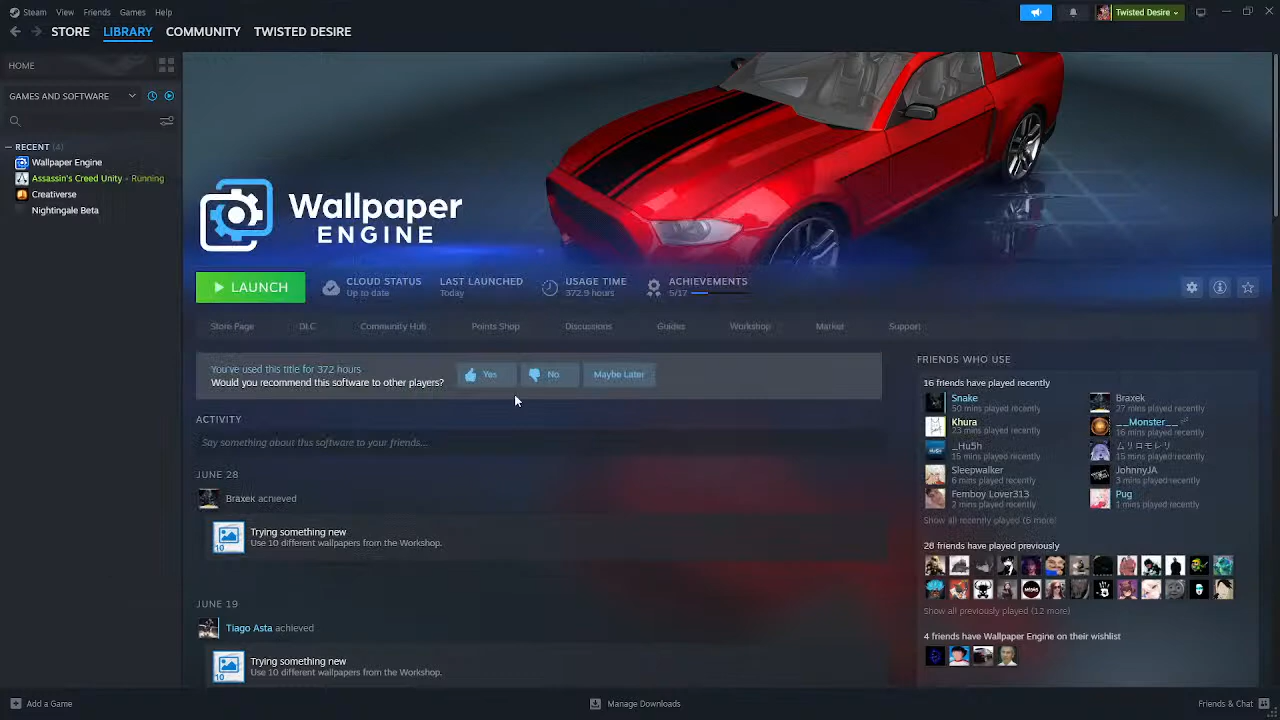 Steam View Friends Games Help
Twisted Desire
STORE LIBRARY COMMUNITY TWISTED DESIRE
HOME
GAMES AND SOFTWARE
RECENT (4)
Wallpaper Engine
Assassin's Creed Unity - Running
Creativerse
Nightingale Beta
Wallpaper
ENGINE
LAUNCH
CLOUD STATUS
Up to date
LAST LAUNCHED
Today
USAGE TIME
372.9 hours
ACHIEVEMENTS
5/17
Store Page DLC Community Hub Points Shop Discussions Guides Workshop Market Support
You've used this title for 372 hours
Would you recommend this software to other players?
Yes
No
Maybe Later
ACTIVITY
Say something about this software to your friends...
JUNE 28
Braxek achieved
10
Trying something new
Use 10 different wallpapers from the Workshop.
JUNE 19
Tiago Asta achieved
10
Trying something new
Use 10 different wallpapers from the Workshop.
FRIENDS WHO USE
16 friends have played recently
Snake
50 mins played recently
Braxek
27 mins played recently
Khura
23 mins played recently
__Monster__
16 mins played recently
_Hu5h
15 mins played recently
ムリロモレリ
15 mins played recently
Sleepwalker
6 mins played recently
JohnnyJA
3 mins played recently
Femboy Lover313
2 mins played recently
Pug
1 mins played recently
Show all recently played (6 more)
28 friends have played previously
Show all previously played (12 more)
4 friends have Wallpaper Engine on their wishlist
Add a Game
Manage Downloads
Friends & Chat